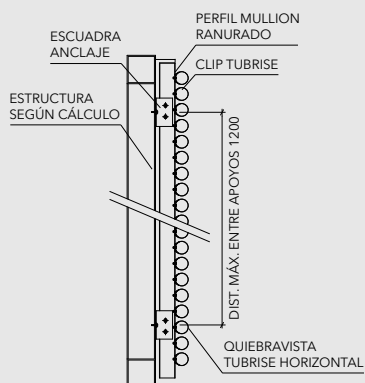 PERFIL MULLION
RANURADO
ESCUADRA
ANCLAJE
CLIP TUBRISE
ESTRUCTURA
SEGÚN CÁLCULO
DIST. MÁX. ENTRE APOYOS 1200
QUIEBRAVISTA
TUBRISE HORIZONTAL